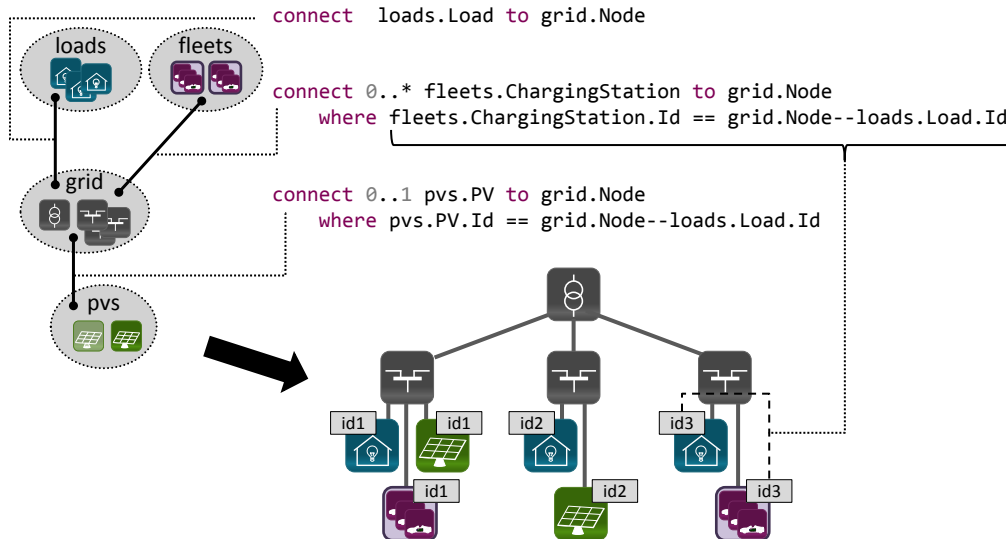 connect loads.Load to grid.Node
loads
fleets
connect 0..* fleets.ChargingStation to grid.Node
where fleets.ChargingStation.Id == grid.Node--loads.Load.Id
grid
connect 0..1 pvs.PV to grid.Node
where pvs.PV.Id == grid.Node--loads.Load.Id
pvs
id1
id1
id2
id3
id1
id2
id3